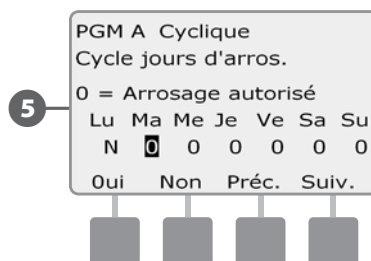 PGM A Cyclique
Cycle jours d'arros.
0 = Arrosage autorisé
5
Lu Ma Me Je Ve Sa Su
N 0 0 0 0 0 0
0ui Non Préc. Suiv.